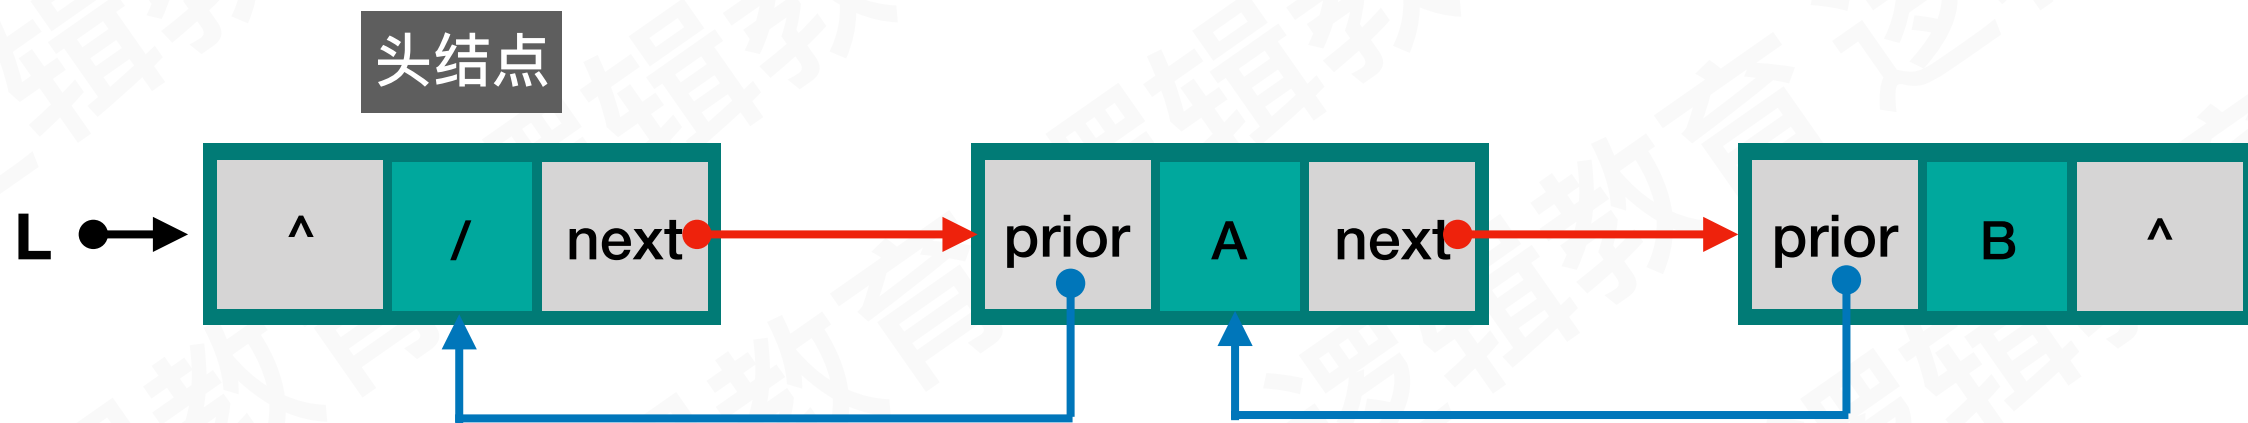 头结点
L ^ / next prior A next prior B ^